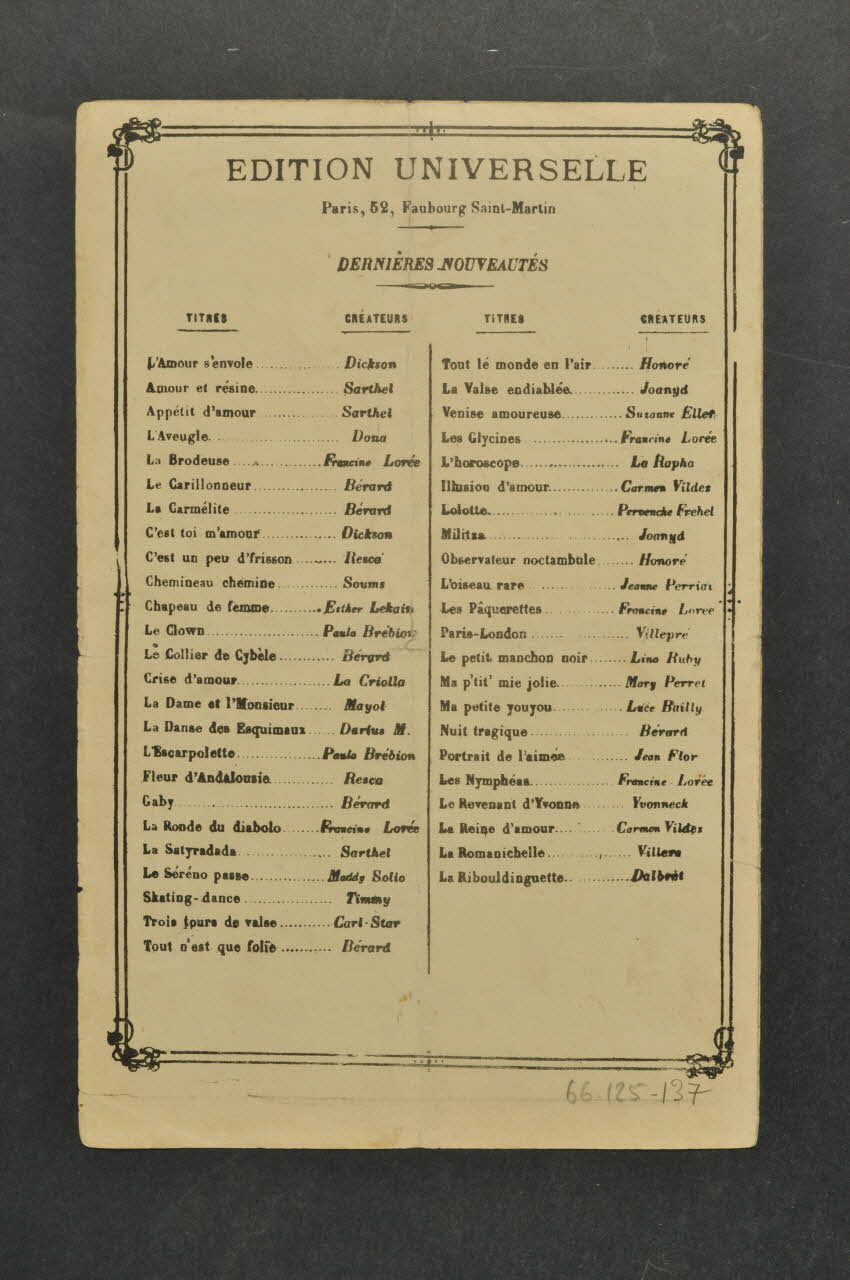 EDITION UNIVERSELLE
Paris, 52, Faubourg Saint-Martin
DERNIÈRES NOUVEAUTÉS
TITRES CRÉATEURS
L'Amour s'envole Dickson
Amour et résine Sarthel
Appétit d'amour Sarthel
L'Aveugle Dona
La Brodeuse Francine Lorée
Le Carillonneur Bérard
La Carmélite Bérard
C'est toi m'amour Dickson
C'est un peu d'frisson Resca
Chemineau chemine Soums
Chapeau de femme Esther Lekain
Le Clown Paula Brébion
Le Collier de Cybèle Bérard
Crise d'amour La Criolla
La Dame et l'Monsieur Mayol
La Danse des Esquimaux Darius M.
L'Escarpolette Paula Brébion
Fleur d'Andalousie Resca
Gaby Bérard
La Ronde du diabolo Francine Lorée
La Satyradada Sarthel
Le Séréno passe Maddy Solio
Skating-dance Timmy
Trois tours de valse Carl-Star
Tout n'est que folie Bérard
TITRES CRÉATEURS
Tout lé monde en l'air Honoré
La Valse endiablée Joanyd
Venise amoureuse Suzanne Ellen
Les Glycines Francine Lorée
L'horoscope La Rapha
Illusion d'amour Carmen Vildez
Lolotte Pervenche Frehel
Militza Joanyd
Observateur noctambule Honoré
L'oiseau rare Jeanne Perriat
Les Pâquerettes Francine Lorée
Paris-London Villepré
Le petit manchon noir Lina Ruby
Ma p'tit' mie jolie Mary Perret
Ma petite youyou Luce Bailly
Nuit tragique Bérard
Portrait de l'aimée Jean Flor
Les Nymphéas Francine Lorée
Le Revenant d'Yvonne Yvonneck
La Reine d'amour Carmen Vildez
La Romanichelle Villers
La Ribouldinguette Dalbret
66.125-137